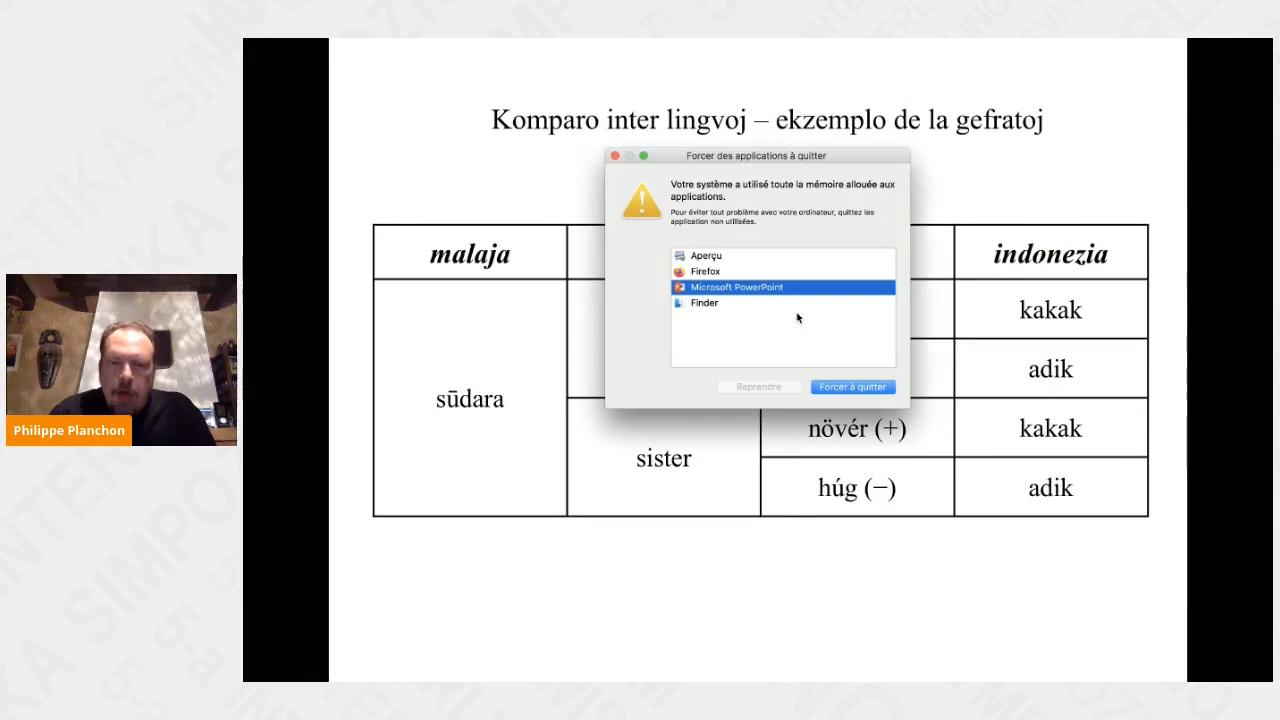 Komparo inter lingvoj – ekzemplo de la gefratoj
Forcer des applications à quitter
Votre système a utilisé toute la mémoire allouée aux
applications.
Pour éviter tout problème avec votre ordinateur, quittez les
application non utilisées.
Aperçu
Firefox
Microsoft PowerPoint
Finder
Reprendre
Forcer à quitter
malaja
indonezia
sūdara
kakak
adik
sister
növér (+)
kakak
húg (−)
adik
Philippe Planchon